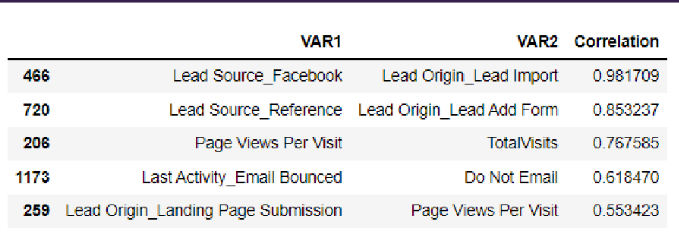 VAR1 VAR2 Correlation
466 Lead Source_Facebook Lead Origin_Lead Import 0.981709
720 Lead Source_Reference Lead Origin_Lead Add Form 0.853237
206 Page Views Per Visit TotalVisits 0.767585
1173 Last Activity_Email Bounced Do Not Email 0.618470
259 Lead Origin_Landing Page Submission Page Views Per Visit 0.553423